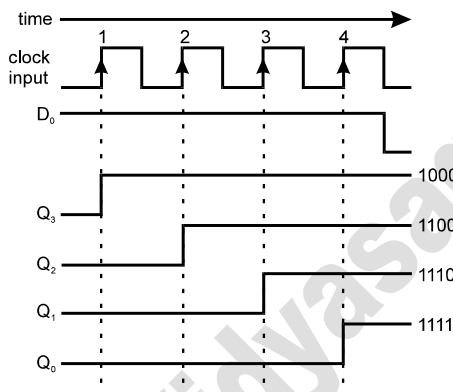 time
1 2 3 4
clock
input
D₀
1000
Q₃
1100
Q₂
1110
Q₁
1111
Q₀